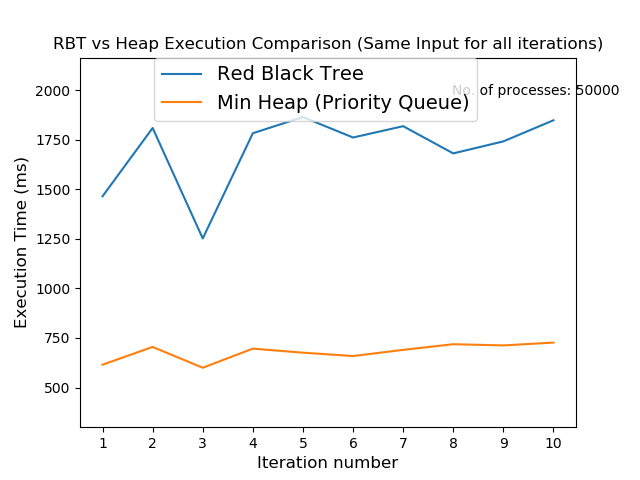 RBT vs Heap Execution Comparison (Same Input for all iterations)
Red Black Tree
Min Heap (Priority Queue)
No. of processes: 50000
Execution Time (ms)
2000
1750
1500
1250
1000
750
500
1 2 3 4 5 6 7 8 9 10
Iteration number